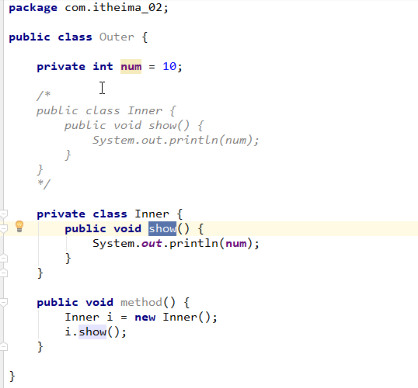 package com.itheima_02;
public class Outer {
private int num = 10;
/*
public class Inner {
public void show() {
System.out.println(num);
}
}
*/
private class Inner {
public void show() {
System.out.println(num);
}
}
public void method() {
Inner i = new Inner();
i.show();
}
}